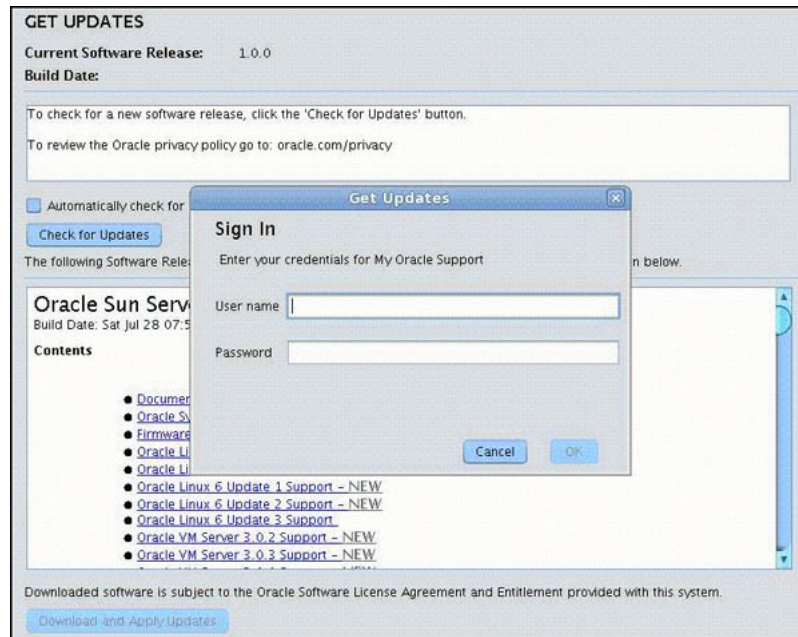 GET UPDATES
Current Software Release: 1.0.0
Build Date:
To check for a new software release, click the 'Check for Updates' button.
To review the Oracle privacy policy go to: oracle.com/privacy
Automatically check for
Check for Updates
The following Software Relea
n below.
Get Updates
Sign In
Enter your credentials for My Oracle Support
User name
Password
Cancel
OK
Oracle Sun Serv
Build Date: Sat Jul 28 07:5
Contents
Documen
Oracle Sy
Firmware
Oracle Li
Oracle Li
Oracle Linux 6 Update 1 Support – NEW
Oracle Linux 6 Update 2 Support – NEW
Oracle Linux 6 Update 3 Support
Oracle VM Server 3.0.2 Support – NEW
Oracle VM Server 3.0.3 Support – NEW
Downloaded software is subject to the Oracle Software License Agreement and Entitlement provided with this system.
Download and Apply Updates